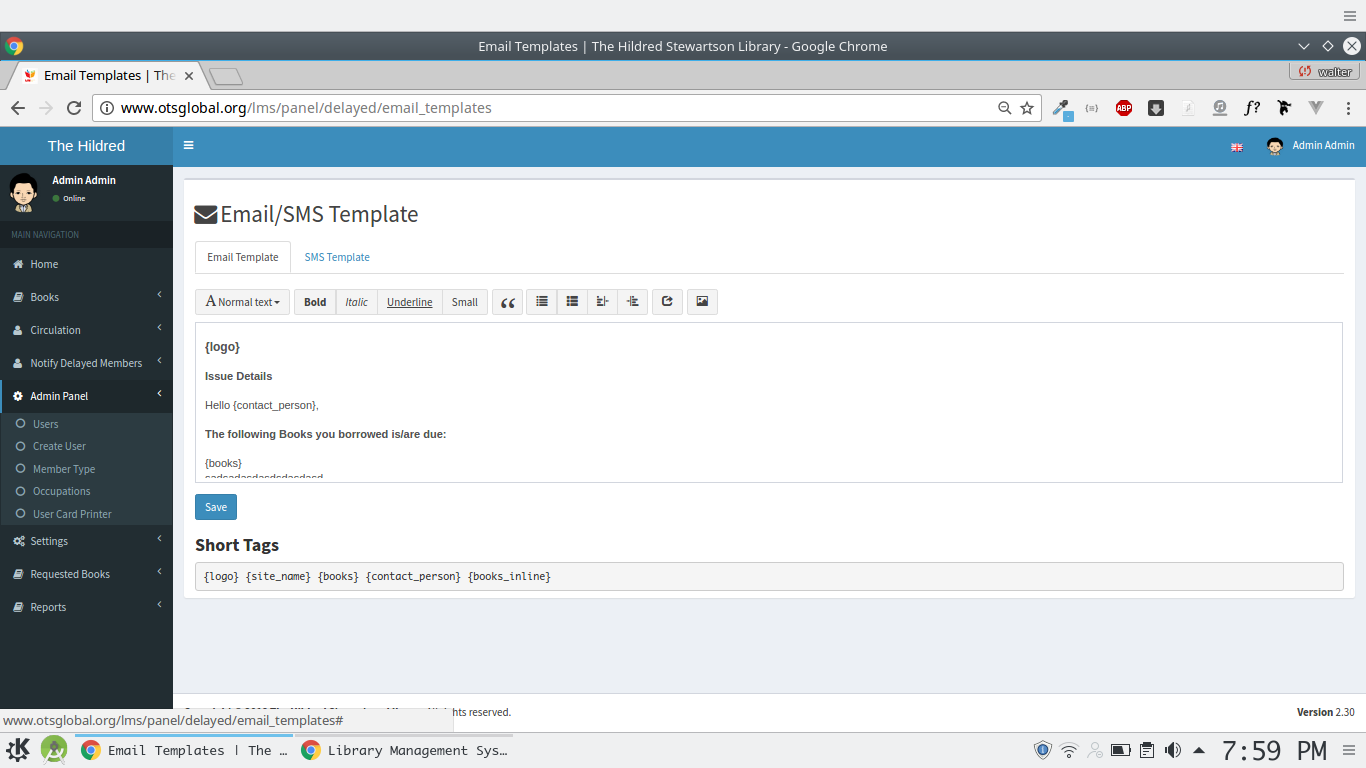 Email Templates | The Hildred Stewartson Library - Google Chrome
Email Templates | The
walter
www.otsglobal.org/lms/panel/delayed/email_templates
ABP
f?
The Hildred
Admin Admin
Admin Admin
Online
MAIN NAVIGATION
Home
Books
Circulation
Notify Delayed Members
Admin Panel
Users
Create User
Member Type
Occupations
User Card Printer
Settings
Requested Books
Reports
Email/SMS Template
Email Template
SMS Template
A Normal text
Bold
Italic
Underline
Small
{logo}
Issue Details
Hello {contact_person},
The following Books you borrowed is/are due:
{books}
Save
Short Tags
{logo} {site_name} {books} {contact_person} {books_inline}
reserved.
Version 2.30
www.otsglobal.org/lms/panel/delayed/email_templates#
Email Templates | The ...
Library Management Sys...
7:59 PM